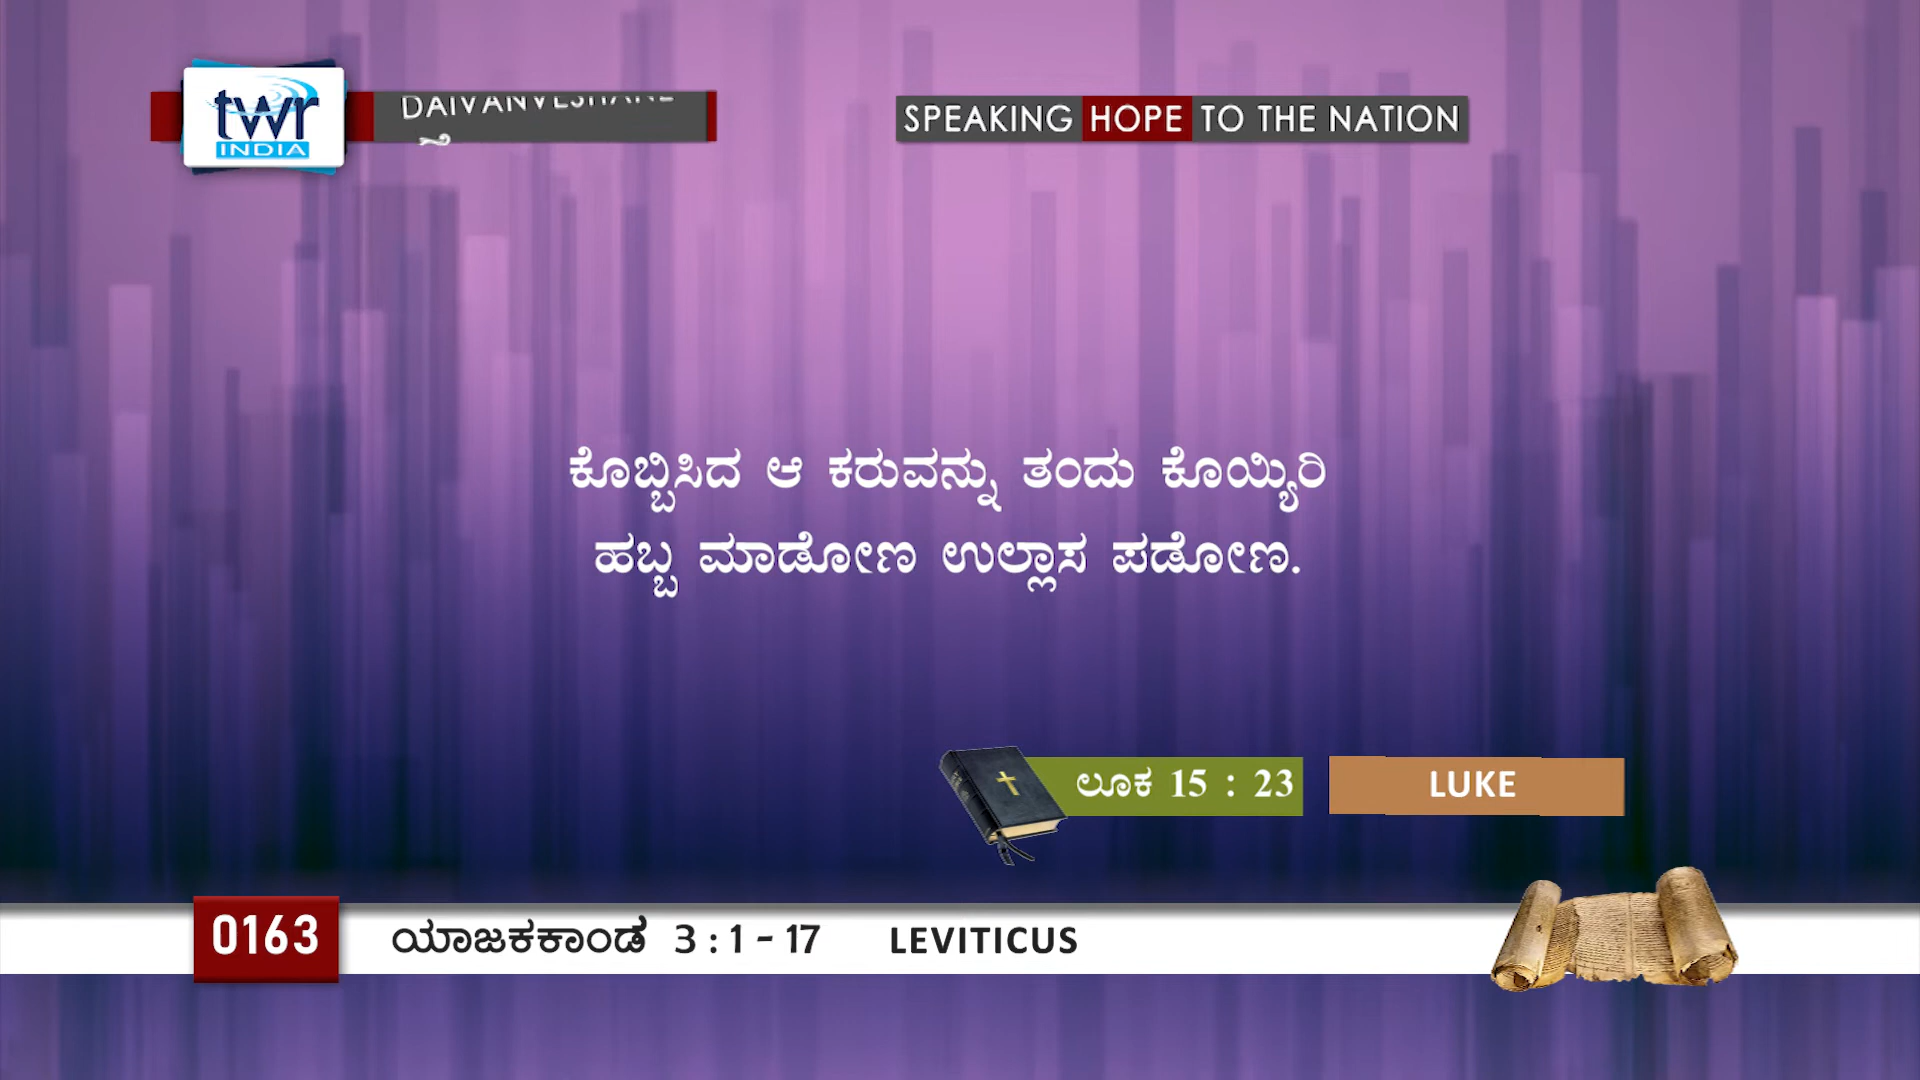 twr
INDIA
SPEAKING HOPE TO THE NATION
ಕೊಬ್ಬಿಸಿದ ಆ ಕರುವನ್ನು ತಂದು ಕೊಯ್ಯಿರಿ
ಹಬ್ಬ ಮಾಡೋಣ ಉಲ್ಲಾಸ ಪಡೋಣ.
ಲೂಕ 15 : 23
LUKE
0163
ಯಾಜಕಕಾಂಡ 3 : 1 - 17
LEVITICUS